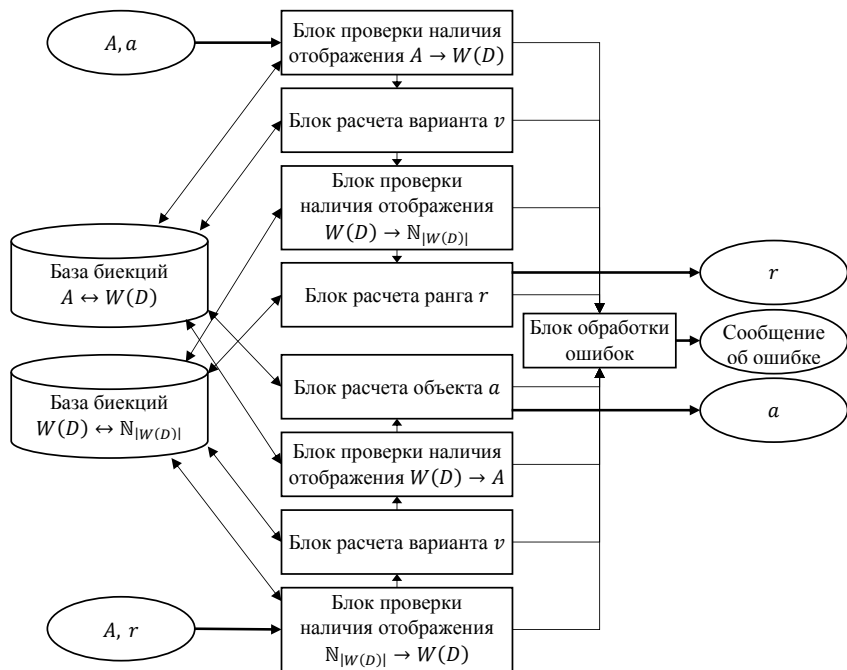 A, a
Блок проверки наличия
отображения A → W(D)
Блок расчета варианта v
Блок проверки
наличия отображения
W(D) → ℕ|W(D)|
База биекций
A ↔ W(D)
Блок расчета ранга r
r
Блок обработки
ошибок
Сообщение
об ошибке
База биекций
W(D) ↔ ℕ|W(D)|
Блок расчета объекта a
a
Блок проверки наличия
отображения W(D) → A
Блок расчета варианта v
A, r
Блок проверки
наличия отображения
ℕ|W(D)| → W(D)